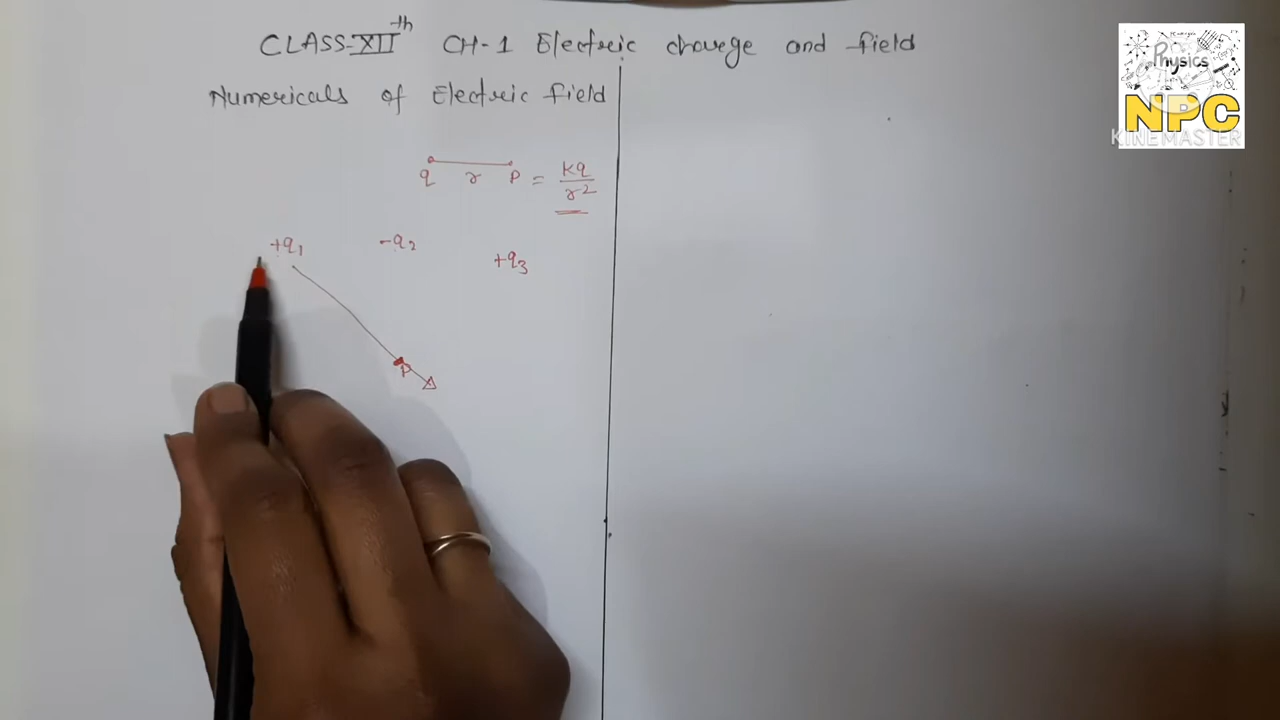 CLASS-XIIth CH-1 Electric charge and field
Numericals of Electric field
q r P = Kq/r²
+q₁ -q₂ +q₃
P
Physics
NPC
KINEMASTER